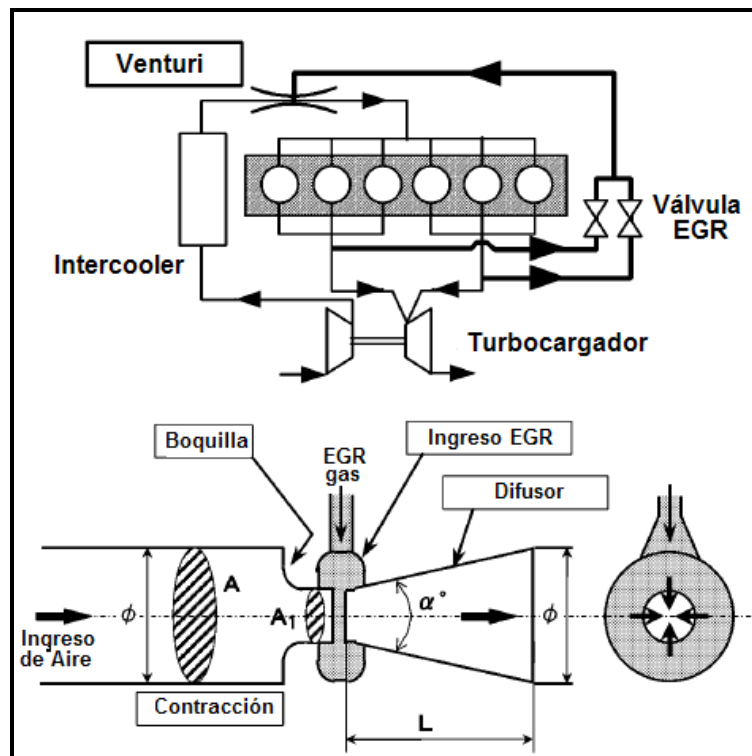 Venturi
Válvula
EGR
Intercooler
Turbocargador
Boquilla
EGR
gas
Ingreso EGR
Difusor
ϕ
A
A1
α°
ϕ
Ingreso
de Aire
Contracción
L